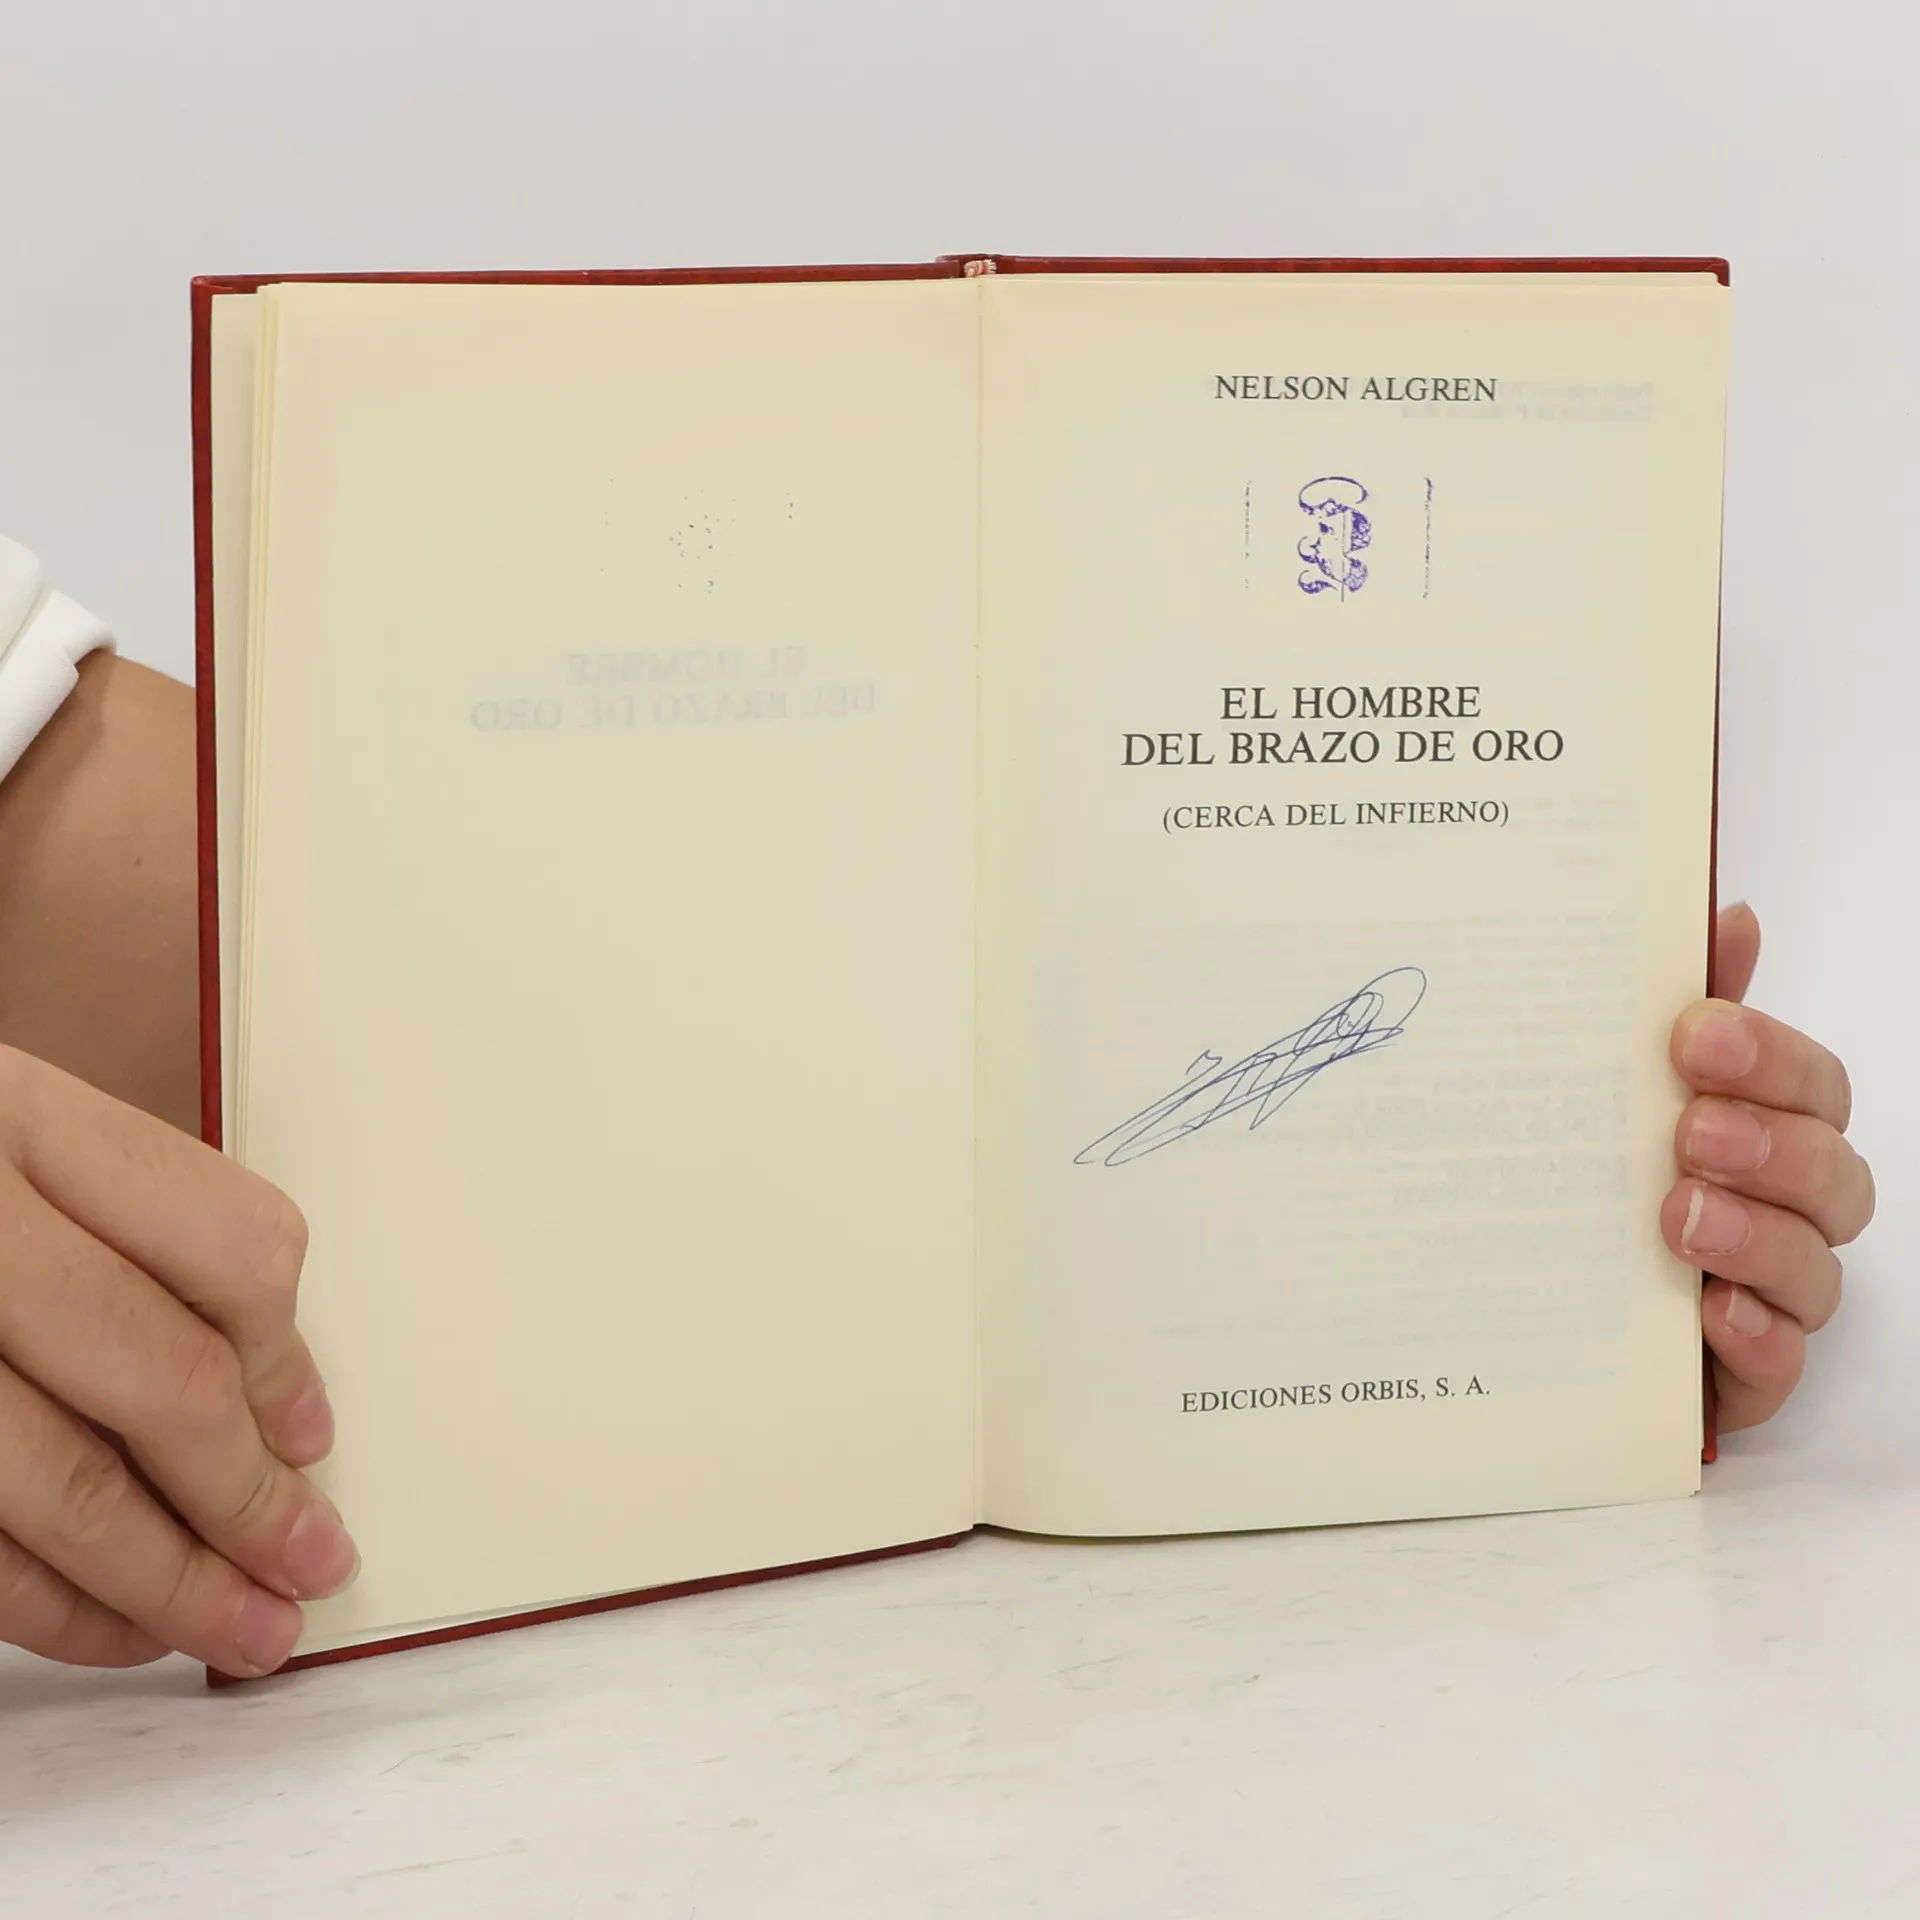 NELSON ALGREN
EL HOMBRE
DEL BRAZO DE ORO
(CERCA DEL INFIERNO)
EDICIONES ORBIS, S. A.